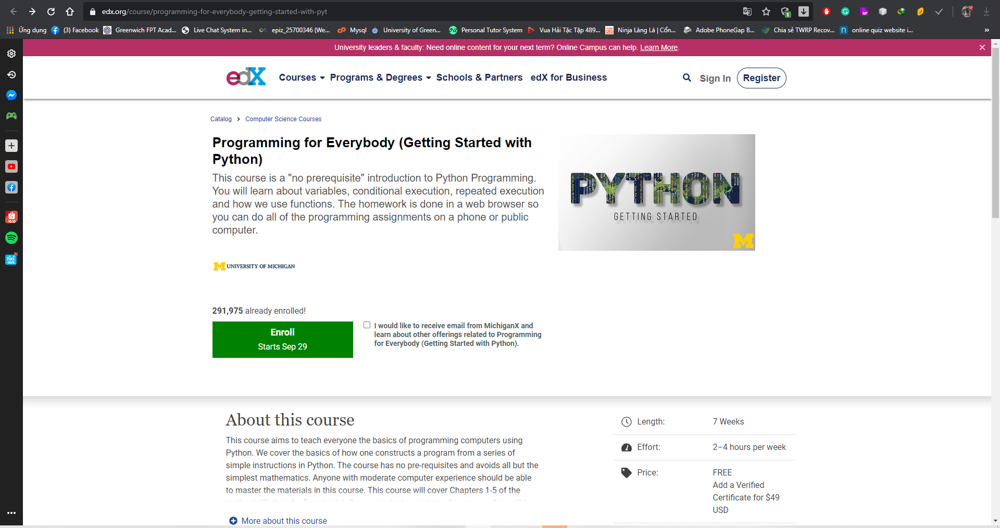 edx.org/course/programming-for-everybody-getting-started-with-pyt
1
RP
Ứng dụng (3) Facebook Greenwich FPT Acad... Live Chat System in... epiz_25700346 (We... Mysql University of Green... Personal Tutor System Vua Hải Tặc Tập 489... Ninja Làng Lá | Cổn... Adobe PhoneGap B... Chia sẻ TWRP Recov... online quiz website i... »
University leaders & faculty: Need online content for your next term? Online Campus can help. Learn More.
edX Courses Programs & Degrees Schools & Partners edX for Business Sign In Register
Catalog > Computer Science Courses
Programming for Everybody (Getting Started with
Python)
This course is a "no prerequisite" introduction to Python Programming.
You will learn about variables, conditional execution, repeated execution
and how we use functions. The homework is done in a web browser so
you can do all of the programming assignments on a phone or public
computer.
PYTHON
GETTING STARTED
M
10.10
TIKI
-50%
M UNIVERSITY OF MICHIGAN
291,975 already enrolled!
Enroll
Starts Sep 29
I would like to receive email from MichiganX and
learn about other offerings related to Programming
for Everybody (Getting Started with Python).
About this course
This course aims to teach everyone the basics of programming computers using
Python. We cover the basics of how one constructs a program from a series of
simple instructions in Python. The course has no pre-requisites and avoids all but the
simplest mathematics. Anyone with moderate computer experience should be able
to master the materials in this course. This course will cover Chapters 1-5 of the
More about this course
Length: 7 Weeks
Effort: 2–4 hours per week
Price: FREE
Add a Verified
Certificate for $49
USD